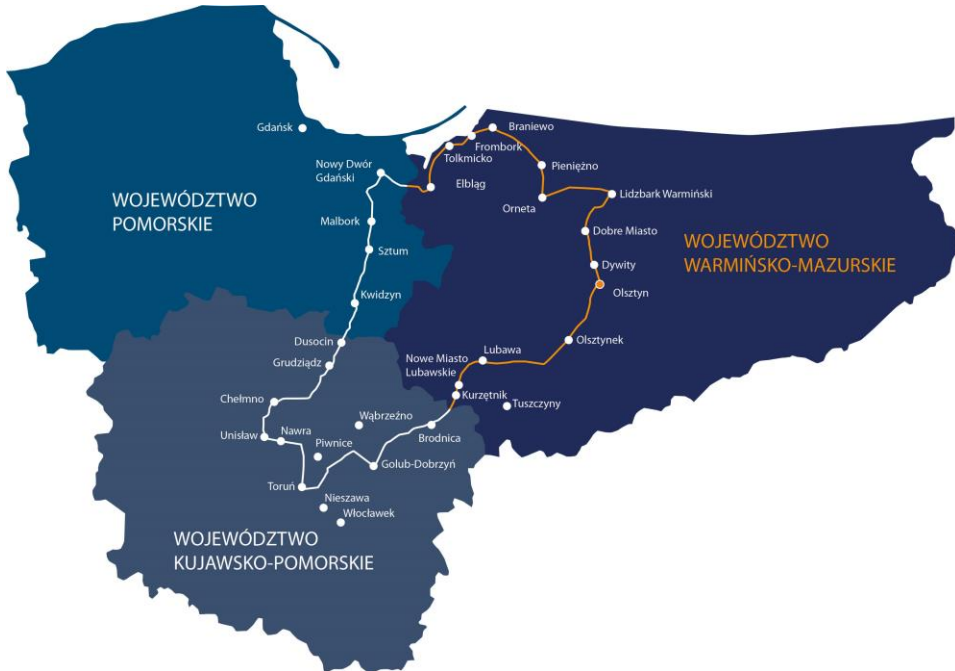 Gdańsk
Braniewo
Frombork
Tolkmicko
Nowy Dwór
Gdański
Pieniężno
Elbląg
Lidzbark Warmiński
WOJEWÓDZTWO
POMORSKIE
Orneta
Malbork
Dobre Miasto
WOJEWÓDZTWO
WARMIŃSKO-MAZURSKIE
Sztum
Dywity
Olsztyn
Kwidzyn
Dusocin
Olsztynek
Grudziądz
Lubawa
Nowe Miasto
Lubawskie
Kurzętnik
Chełmno
Tuszczyny
Wąbrzeźno
Unisław
Nawra
Brodnica
Piwnice
Golub-Dobrzyń
Toruń
Nieszawa
Włocławek
WOJEWÓDZTWO
KUJAWSKO-POMORSKIE